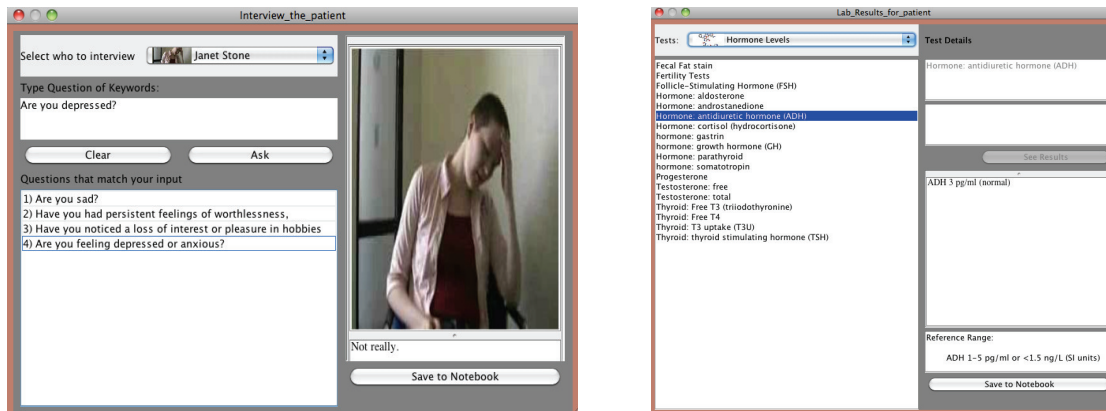 Interview_the_patient
Select who to interview Janet Stone
Type Question of Keywords:
Are you depressed?
Clear Ask
Questions that match your input
1) Are you sad?
2) Have you had persistent feelings of worthlessness,
3) Have you noticed a loss of interest or pleasure in hobbies
4) Are you feeling depressed or anxious?
Not really.
Save to Notebook
Lab_Results_for_patient
Tests: Hormone Levels
Fecal Fat stain
Fertility Tests
Follicle-Stimulating Hormone (FSH)
Hormone: aldosterone
Hormone: androstanedione
Hormone: antidiuretic hormone (ADH)
Hormone: cortisol (hydrocortisone)
hormone: gastrin
hormone: growth hormone (GH)
Hormone: parathyroid
hormone: somatotropin
Progesterone
Testosterone: free
Testosterone: total
Thyroid: Free T3 (triiodothyronine)
Thyroid: Free T4
Thyroid: T3 uptake (T3U)
Thyroid: thyroid stimulating hormone (TSH)
Test Details
Hormone: antidiuretic hormone (ADH)
See Results
ADH 3 pg/ml (normal)
Reference Range:
ADH 1-5 pg/ml or <1.5 ng/L (SI units)
Save to Notebook